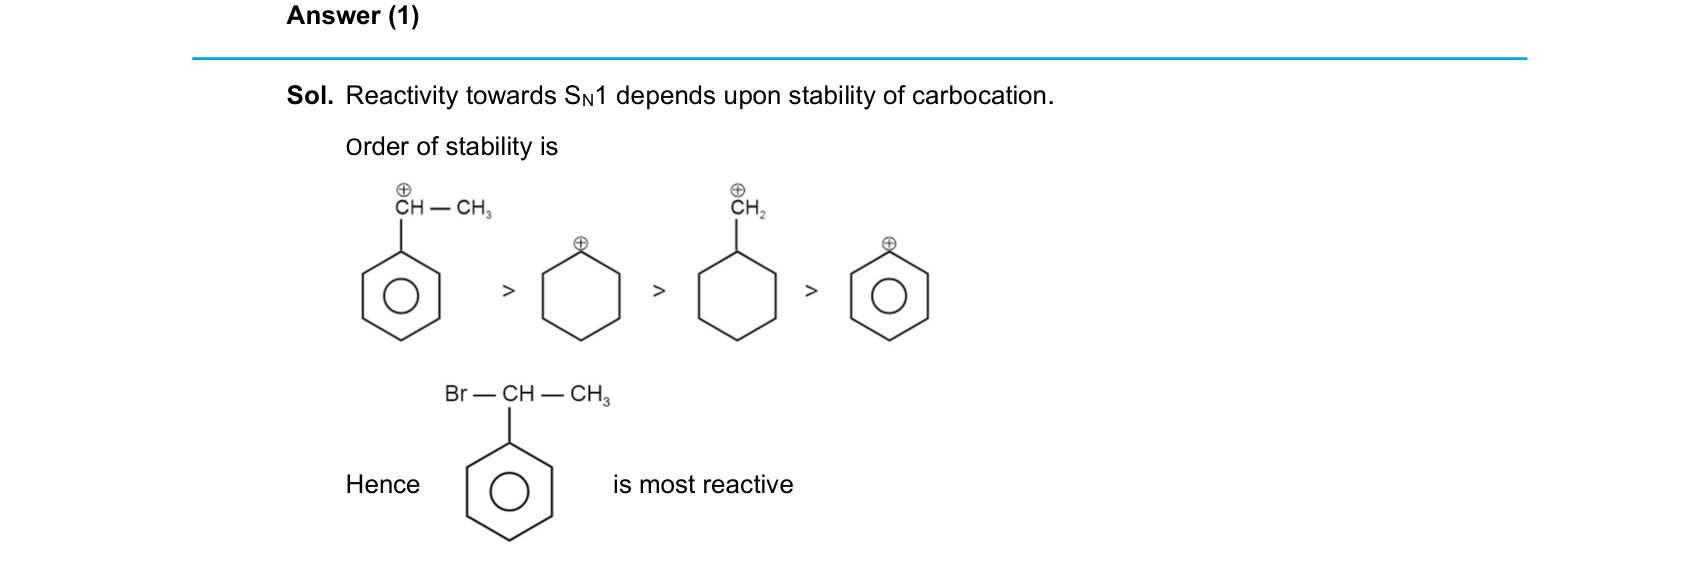 Answer (1)
Sol. Reactivity towards SN1 depends upon stability of carbocation.
Order of stability is
⊕ ⊕
CH — CH₃ CH₂
⊕ ⊕
> > >
Br — CH — CH₃
Hence is most reactive